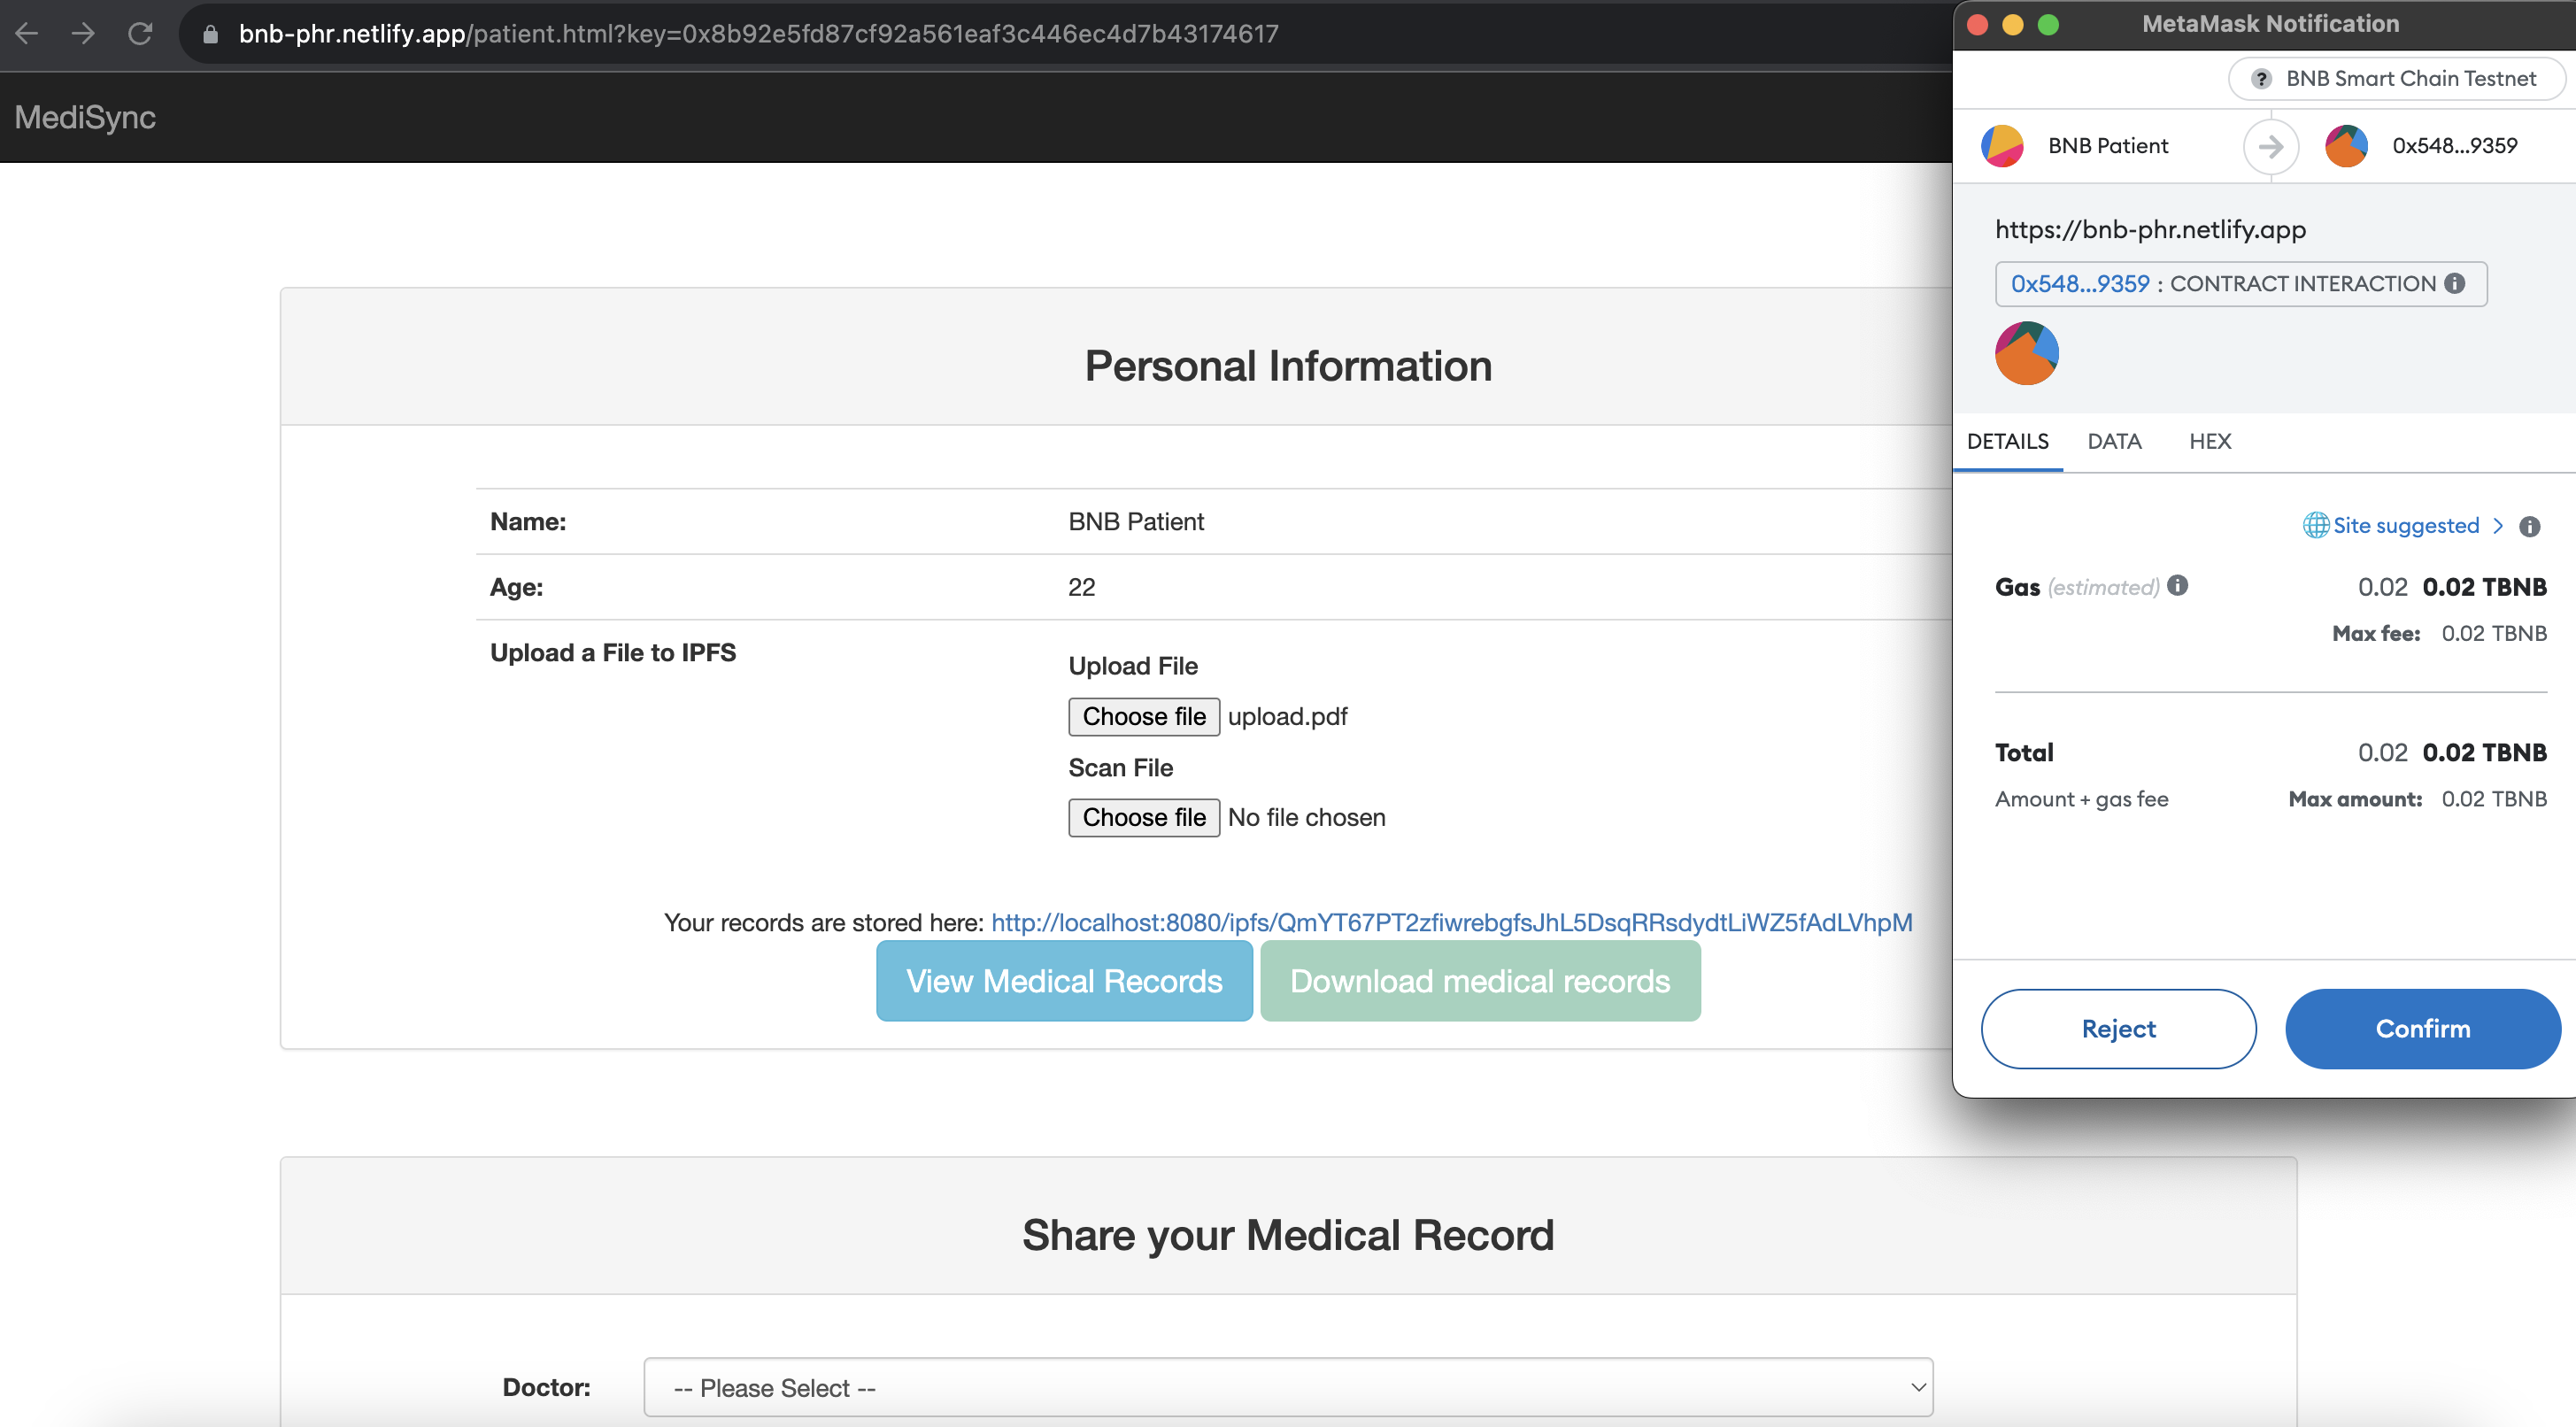 bnb-phr.netlify.app/patient.html?key=0x8b92e5fd87cf92a561eaf3c446ec4d7b43174617
MediSync
Personal Information
Name: BNB Patient
Age: 22
Upload a File to IPFS
Upload File
Choose file upload.pdf
Scan File
Choose file No file chosen
Your records are stored here: http://localhost:8080/ipfs/QmYT67PT2zfiwrebgfsJhL5DsqRRsdydtLiWZ5fAdLVhpM
View Medical Records Download medical records
Share your Medical Record
Doctor: -- Please Select --
MetaMask Notification
? BNB Smart Chain Testnet
BNB Patient 0x548...9359
https://bnb-phr.netlify.app
0x548...9359 : CONTRACT INTERACTION
DETAILS DATA HEX
Site suggested >
Gas (estimated) 0.02 0.02 TBNB
Max fee: 0.02 TBNB
Total 0.02 0.02 TBNB
Amount + gas fee Max amount: 0.02 TBNB
Reject Confirm